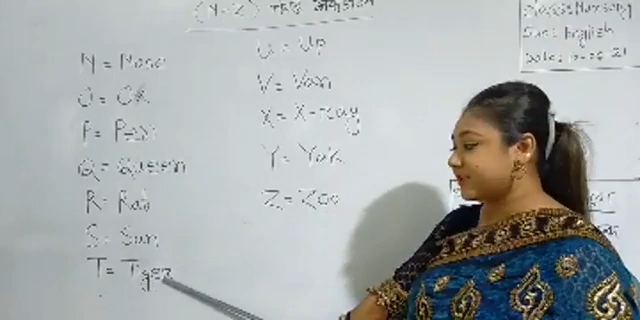 (N-Z)
N = Nose
O = OX
P = Pen
Q = Queen
R = Rat
S = Sun
T = Tiger
U = Up
V = Van
X = X-ray
Y = Yak
Z = Zoo
Class: Nursery
Sub: English